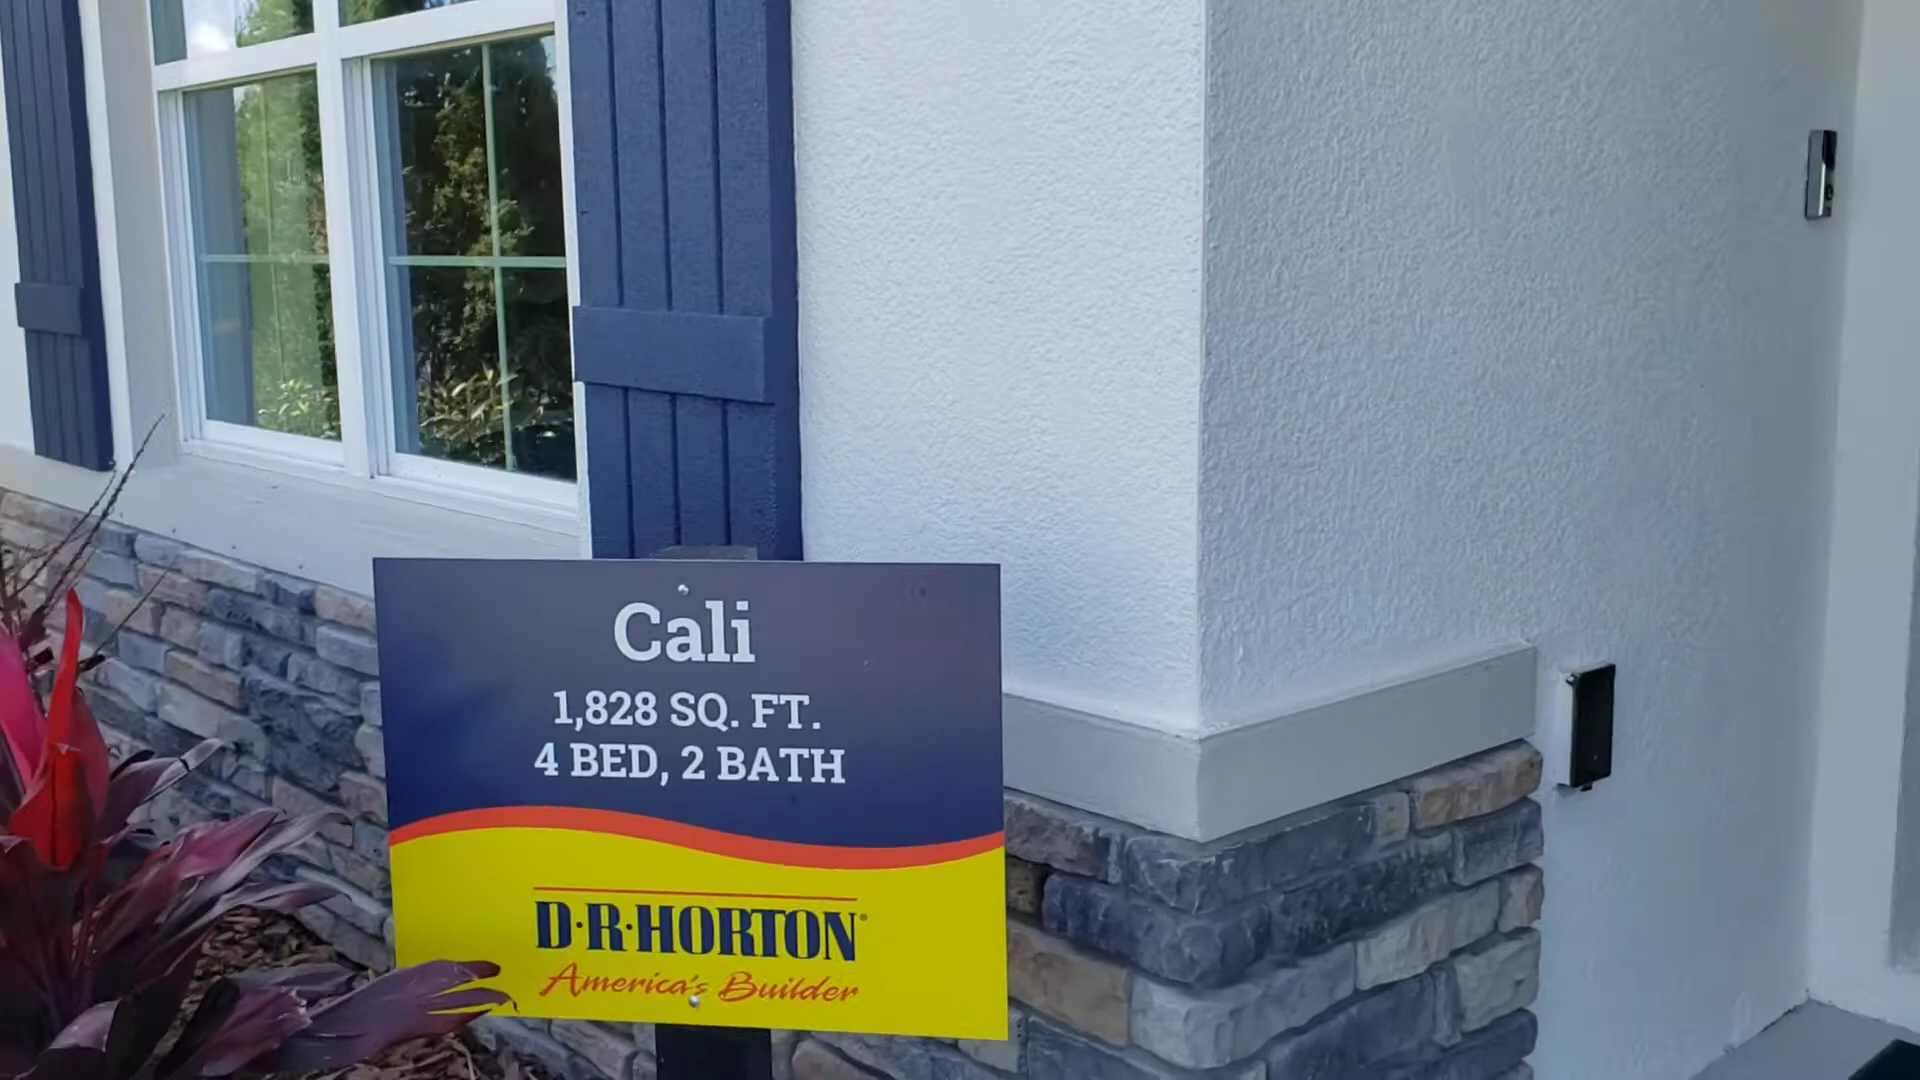 Cali
1,828 SQ. FT.
4 BED, 2 BATH
D·R·HORTON®
America's Builder